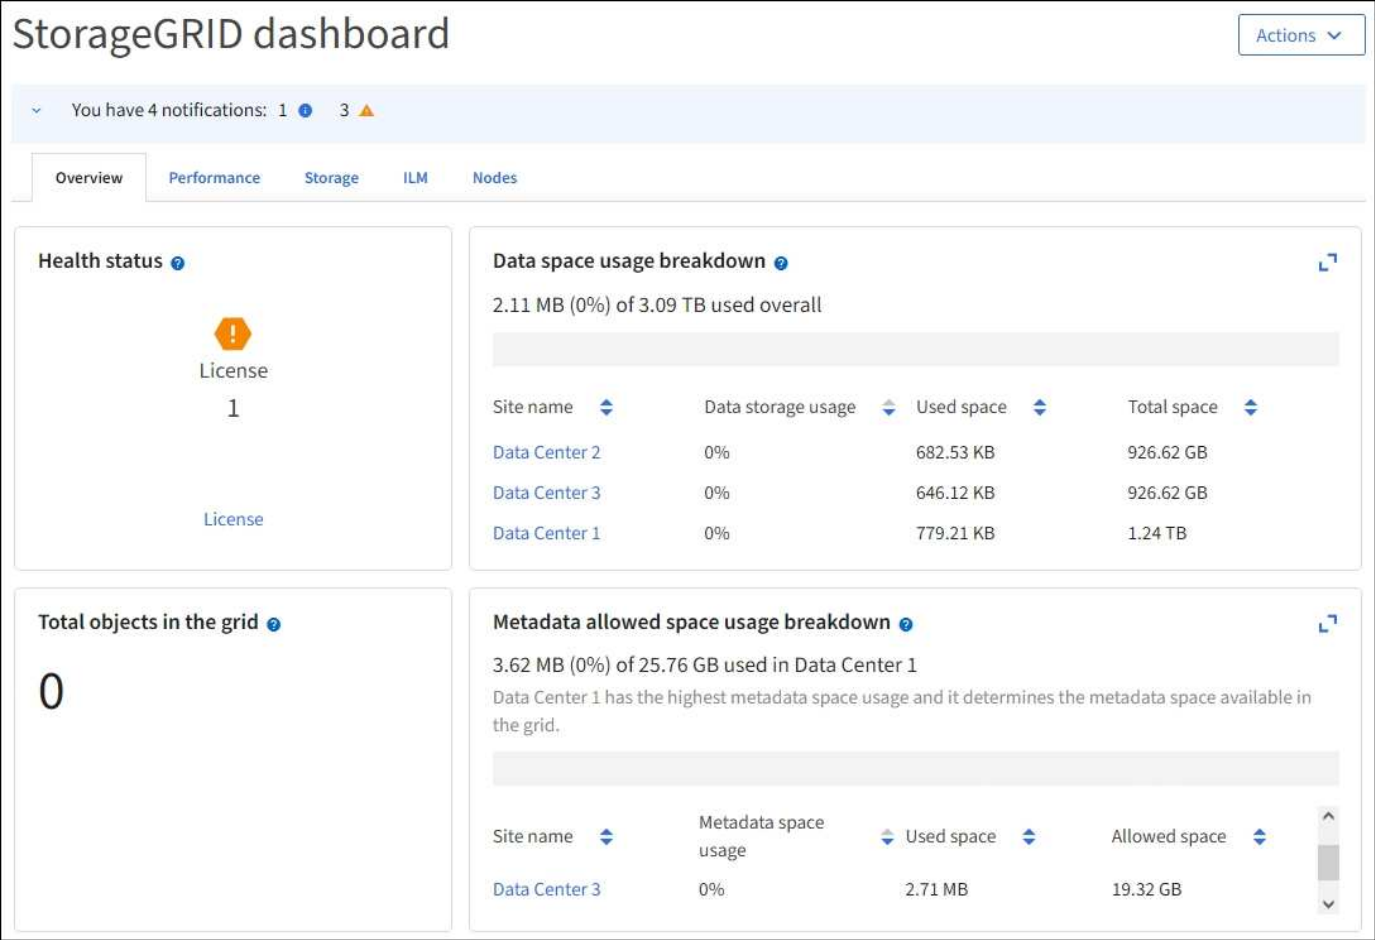 StorageGRID dashboard
Actions
You have 4 notifications: 1 3
Overview Performance Storage ILM Nodes
Health status
License
1
License
Data space usage breakdown
2.11 MB (0%) of 3.09 TB used overall
Site name Data storage usage Used space Total space
Data Center 2 0% 682.53 KB 926.62 GB
Data Center 3 0% 646.12 KB 926.62 GB
Data Center 1 0% 779.21 KB 1.24 TB
Total objects in the grid
0
Metadata allowed space usage breakdown
3.62 MB (0%) of 25.76 GB used in Data Center 1
Data Center 1 has the highest metadata space usage and it determines the metadata space available in
the grid.
Site name Metadata space usage Used space Allowed space
Data Center 3 0% 2.71 MB 19.32 GB